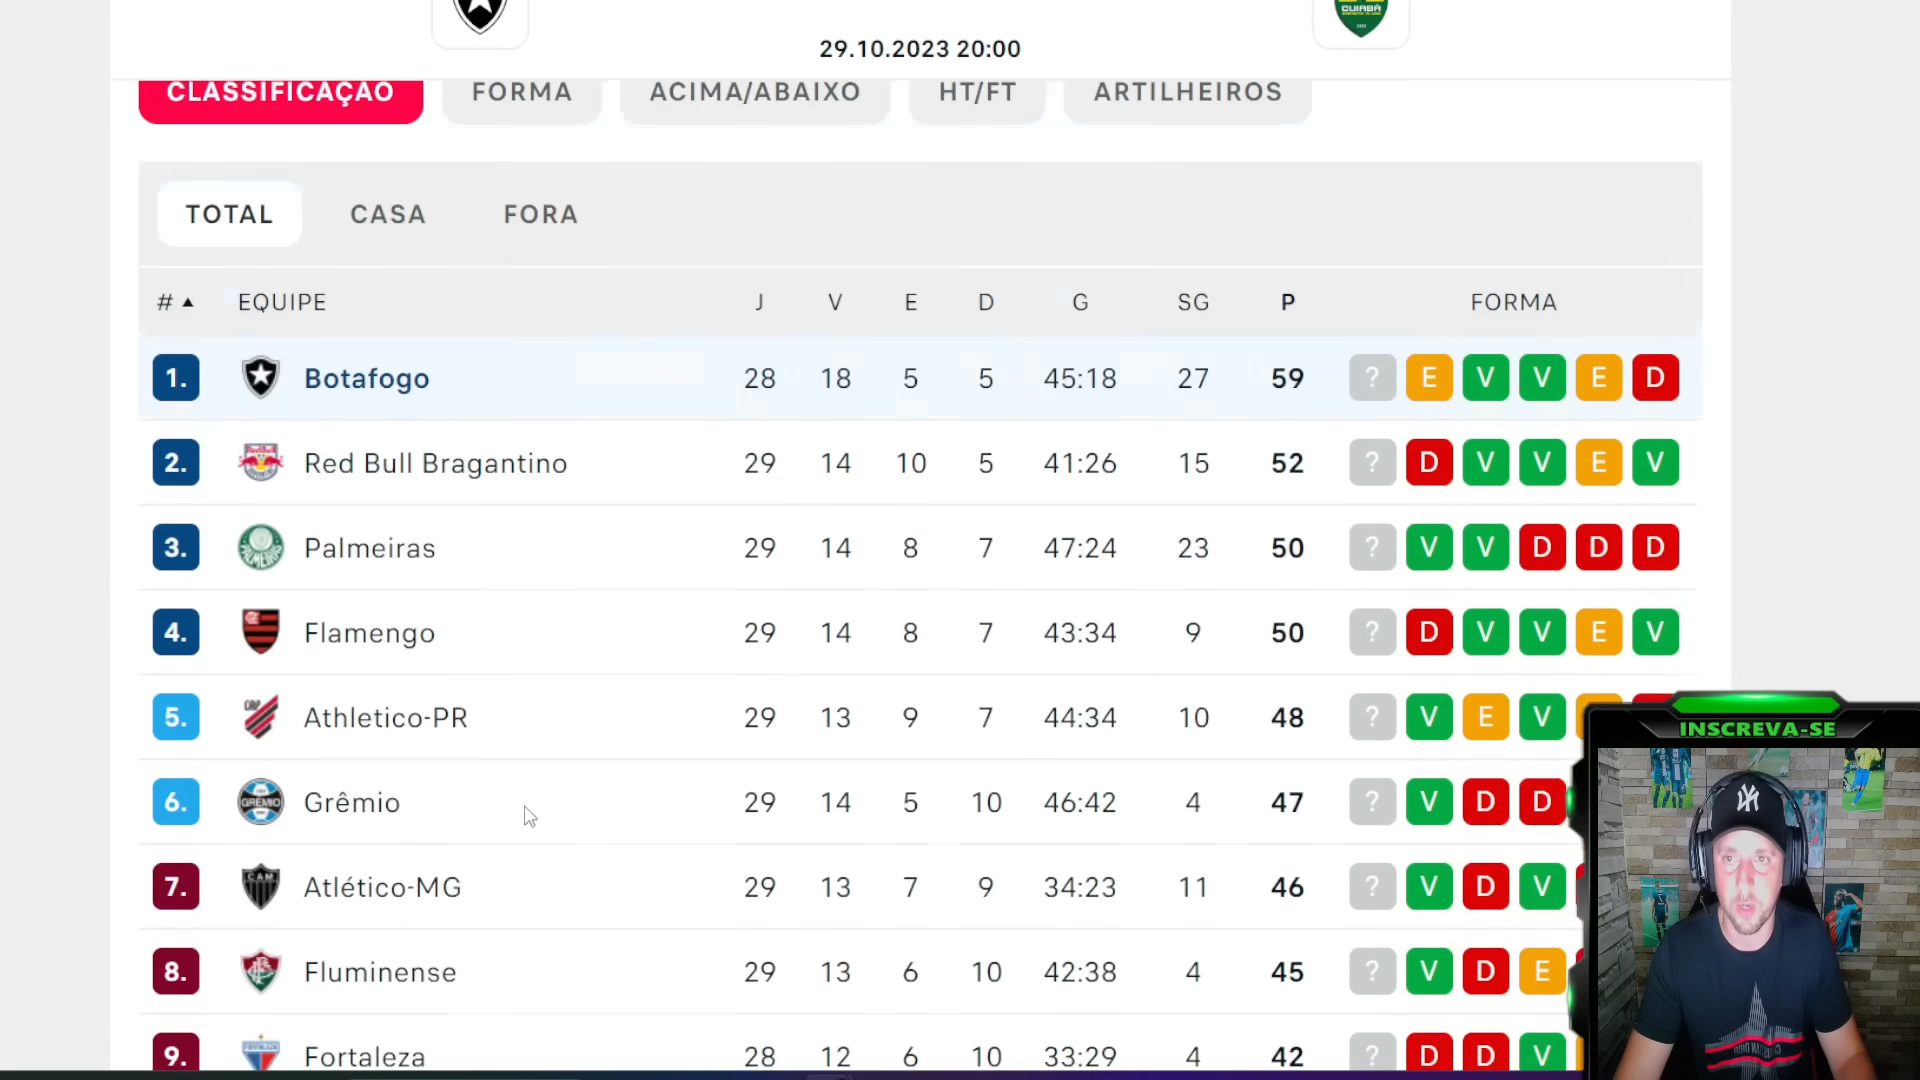 CUIABÁ
29.10.2023 20:00
CLASSIFICAÇÃO FORMA ACIMA/ABAIXO HT/FT ARTILHEIROS
TOTAL CASA FORA
# EQUIPE J V E D G SG P FORMA
1. Botafogo 28 18 5 5 45:18 27 59 ? E V V E D
2. Red Bull Bragantino 29 14 10 5 41:26 15 52 ? D V V E V
3. Palmeiras 29 14 8 7 47:24 23 50 ? V V D D D
4. Flamengo 29 14 8 7 43:34 9 50 ? D V V E V
5. Athletico-PR 29 13 9 7 44:34 10 48 ? V E V
INSCREVA-SE
6. Grêmio 29 14 5 10 46:42 4 47 ? V D D
7. Atlético-MG 29 13 7 9 34:23 11 46 ? V D V
8. Fluminense 29 13 6 10 42:38 4 45 ? V D E
9. Fortaleza 28 12 6 10 33:29 4 42 ? D D V